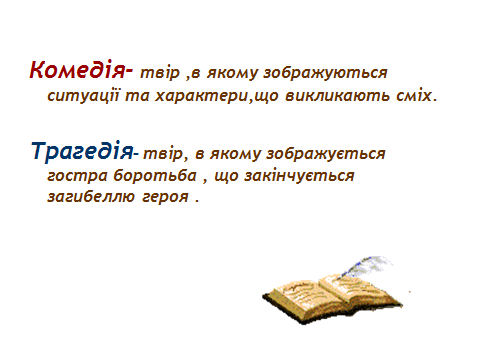 Комедія- твір ,в якому зображуються
ситуації та характери,що викликають сміх.
Трагедія- твір, в якому зображується
гостра боротьба , що закінчується
загибеллю героя .